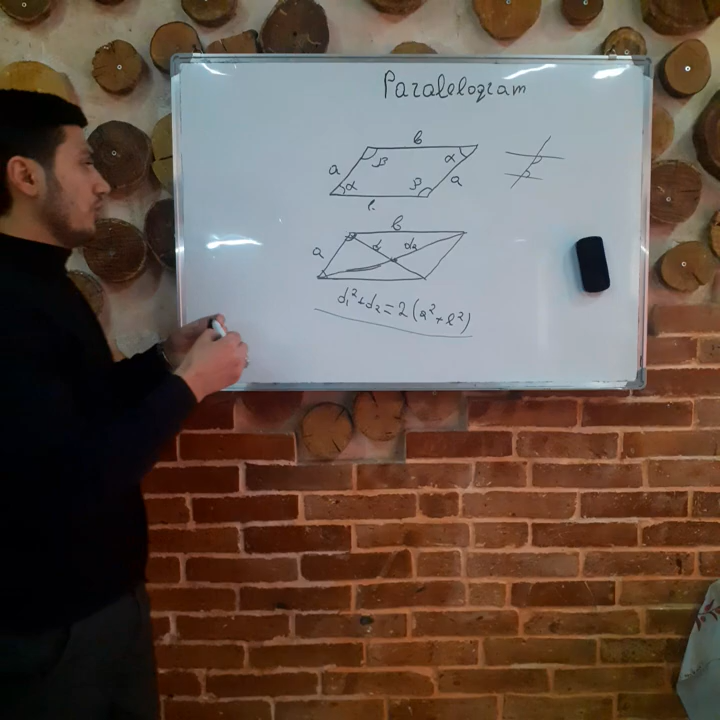 Paralelogram
b
a β α
α β a
b
b
a d₁ d₂
d₁²+d₂=2(a²+b²)